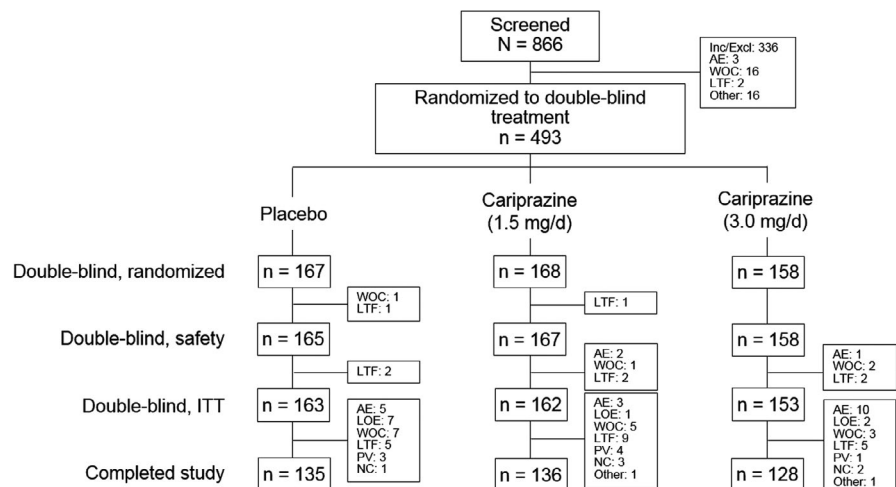 Screened
N = 866
Inc/Excl: 336
AE: 3
WOC: 16
LTF: 2
Other: 16
Randomized to double-blind
treatment
n = 493
Placebo
Cariprazine
(1.5 mg/d)
Cariprazine
(3.0 mg/d)
Double-blind, randomized
n = 167
n = 168
n = 158
WOC: 1
LTF: 1
LTF: 1
Double-blind, safety
n = 165
n = 167
n = 158
LTF: 2
AE: 2
WOC: 1
LTF: 2
AE: 1
WOC: 2
LTF: 2
Double-blind, ITT
n = 163
n = 162
n = 153
AE: 5
LOE: 7
WOC: 7
LTF: 5
PV: 3
NC: 1
AE: 3
LOE: 1
WOC: 5
LTF: 9
PV: 4
NC: 3
Other: 1
AE: 10
LOE: 2
WOC: 3
LTF: 5
PV: 1
NC: 2
Other: 1
Completed study
n = 135
n = 136
n = 128